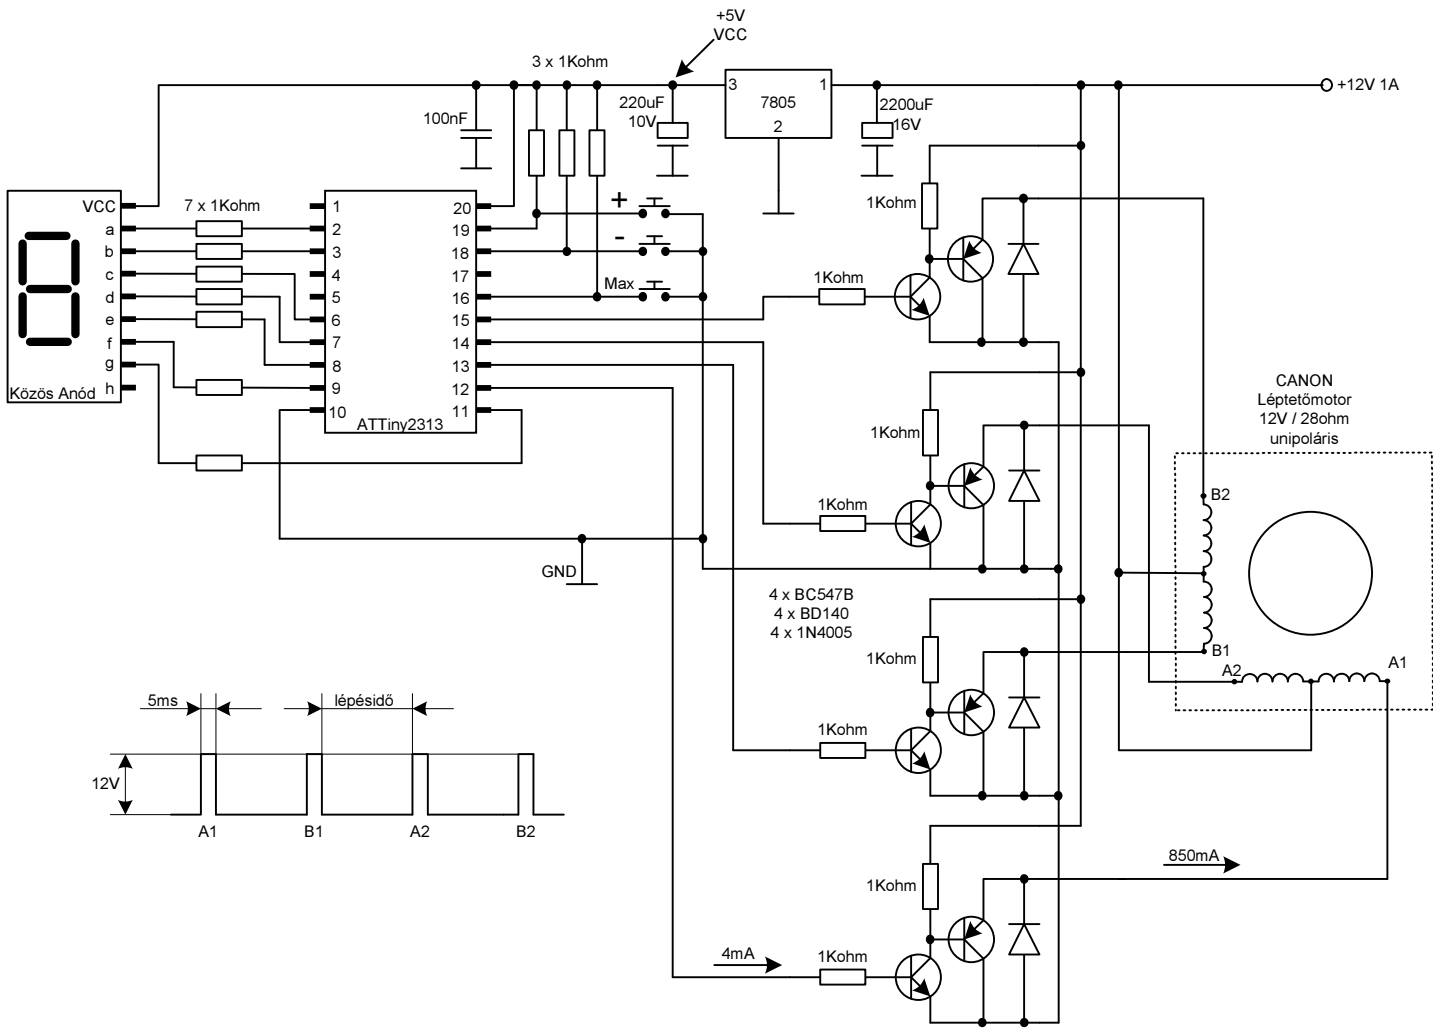 +5V
VCC
3 x 1Kohm
3
7805
1
2
+12V 1A
220uF
10V
2200uF
16V
100nF
VCC
a
b
c
d
e
f
g
h
Közös Anód
7 x 1Kohm
1
2
3
4
5
6
7
8
9
10
20
19
18
17
16
15
14
13
12
11
ATTiny2313
+
-
Max
1Kohm
1Kohm
1Kohm
1Kohm
GND
4 x BC547B
4 x BD140
4 x 1N4005
1Kohm
1Kohm
1Kohm
4mA
1Kohm
850mA
CANON
Léptetőmotor
12V / 28ohm
unipoláris
B2
B1
A2
A1
5ms
lépésidő
12V
A1
B1
A2
B2